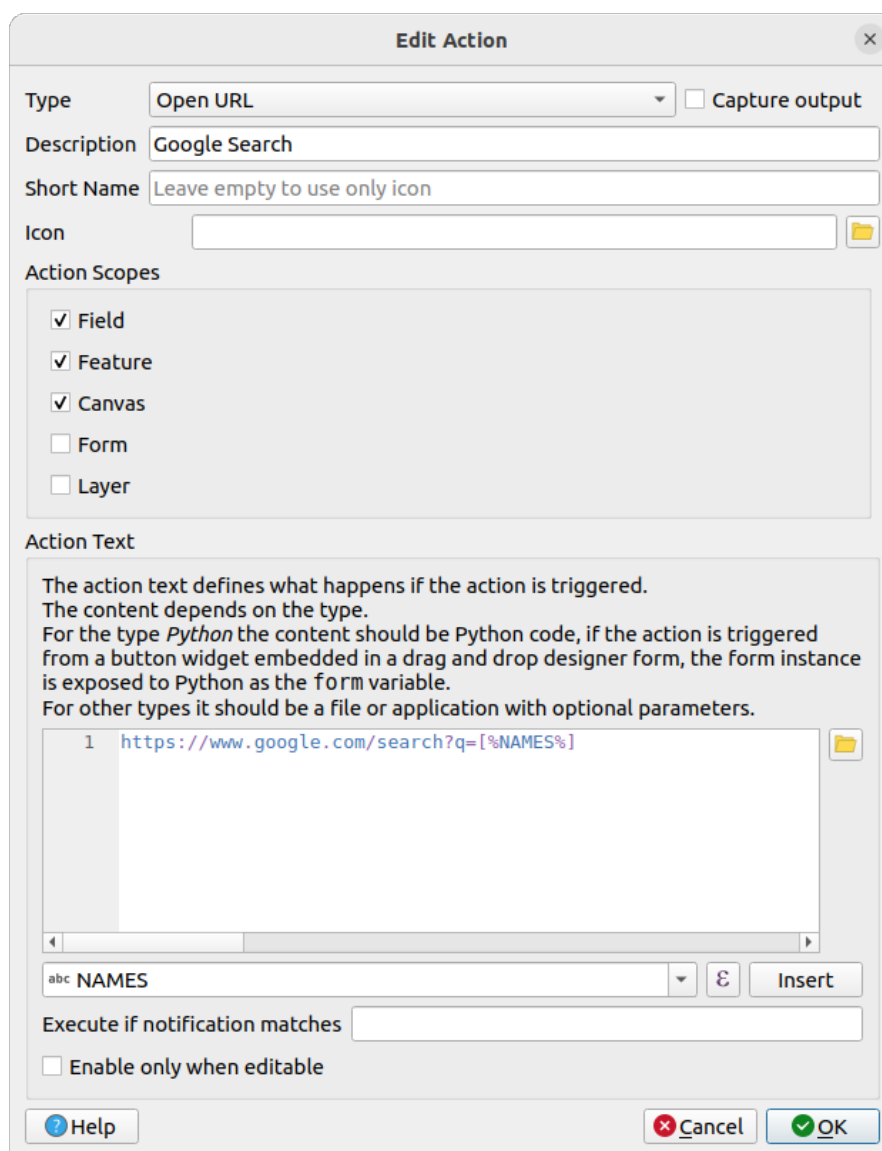 Edit Action
Type Open URL Capture output
Description Google Search
Short Name Leave empty to use only icon
Icon
Action Scopes
Field
Feature
Canvas
Form
Layer
Action Text
The action text defines what happens if the action is triggered.
The content depends on the type.
For the type Python the content should be Python code, if the action is triggered
from a button widget embedded in a drag and drop designer form, the form instance
is exposed to Python as the form variable.
For other types it should be a file or application with optional parameters.
1 https://www.google.com/search?q=[%NAMES%]
abc NAMES ε Insert
Execute if notification matches
Enable only when editable
Help Cancel OK